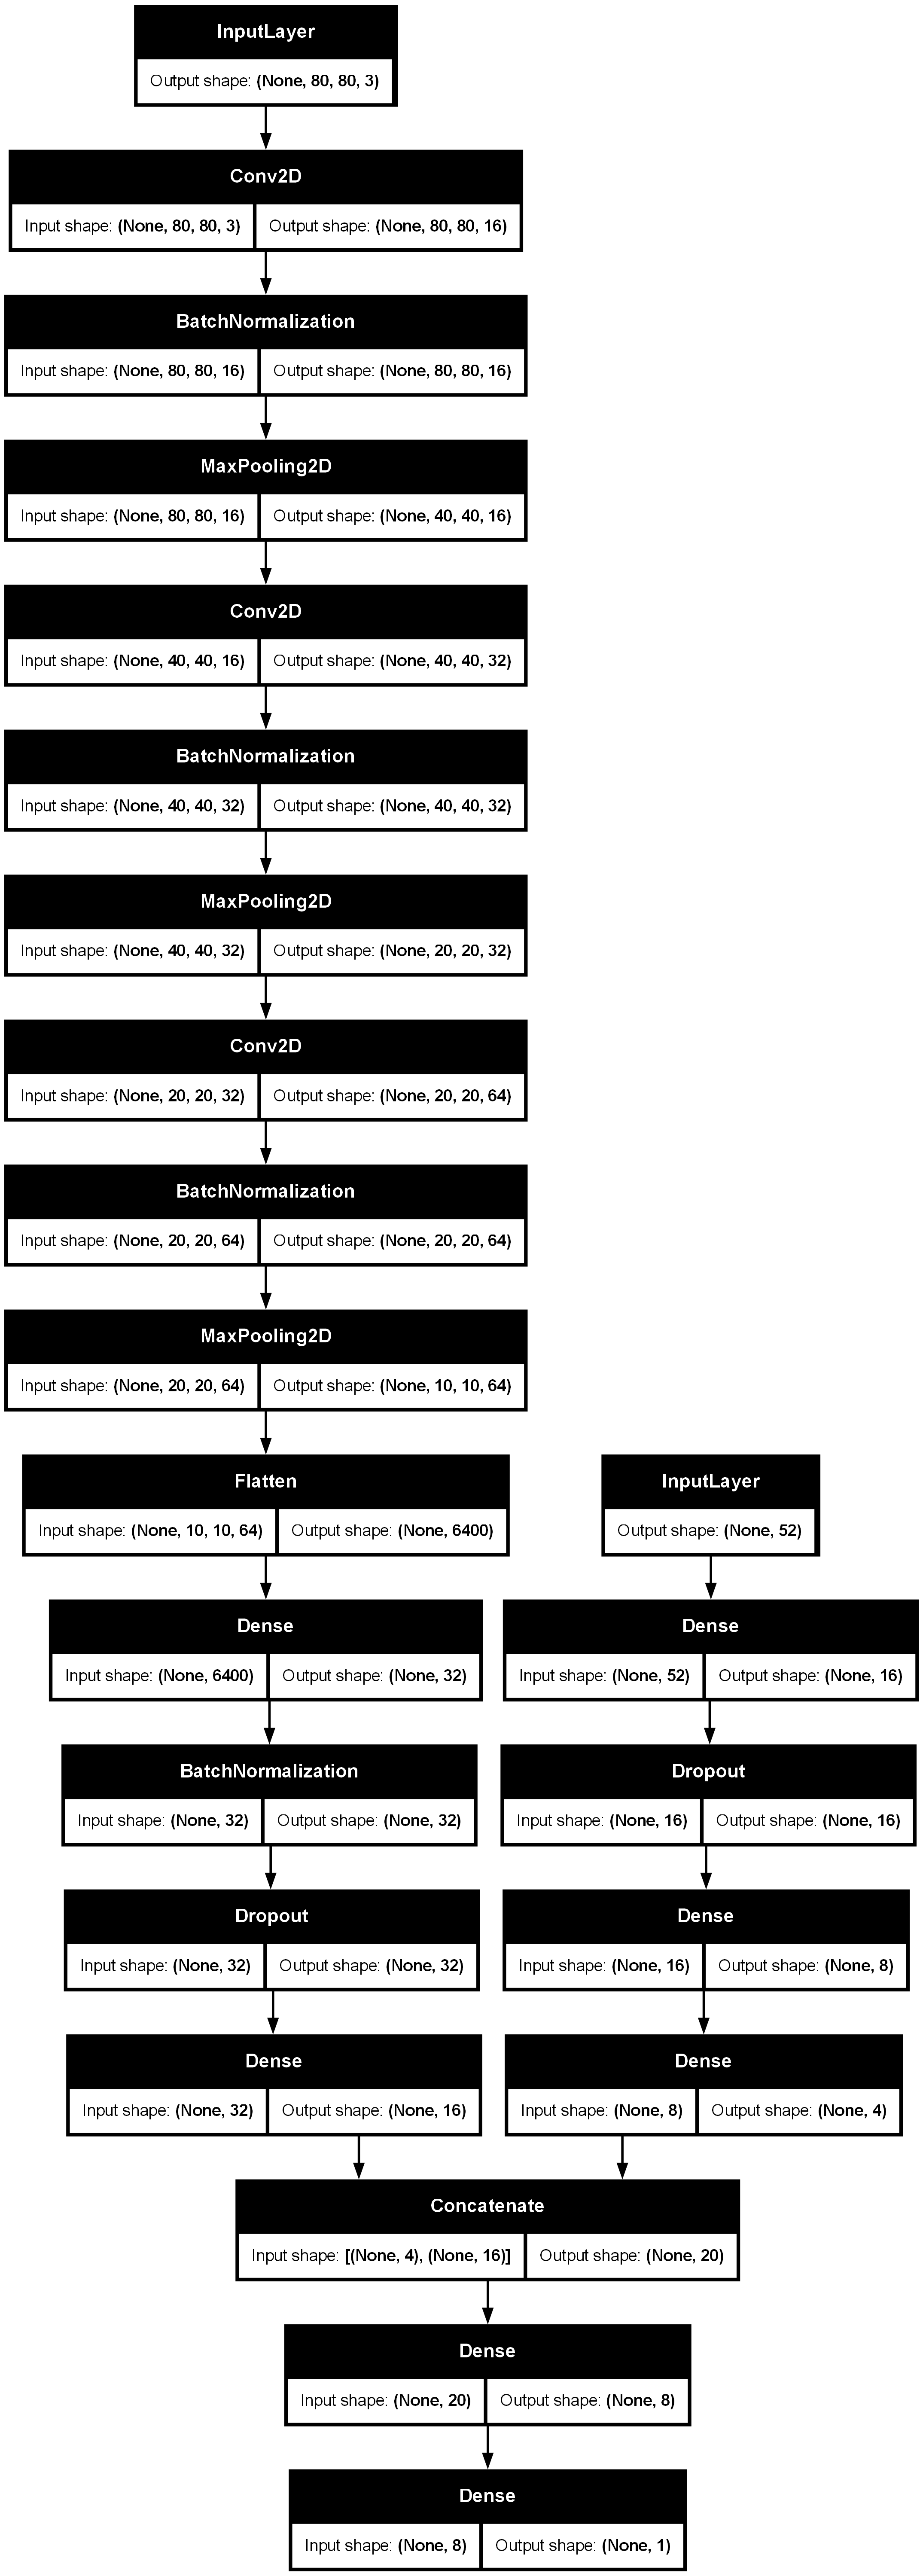 InputLayer
Output shape: (None, 80, 80, 3)
Conv2D
Input shape: (None, 80, 80, 3) Output shape: (None, 80, 80, 16)
BatchNormalization
Input shape: (None, 80, 80, 16) Output shape: (None, 80, 80, 16)
MaxPooling2D
Input shape: (None, 80, 80, 16) Output shape: (None, 40, 40, 16)
Conv2D
Input shape: (None, 40, 40, 16) Output shape: (None, 40, 40, 32)
BatchNormalization
Input shape: (None, 40, 40, 32) Output shape: (None, 40, 40, 32)
MaxPooling2D
Input shape: (None, 40, 40, 32) Output shape: (None, 20, 20, 32)
Conv2D
Input shape: (None, 20, 20, 32) Output shape: (None, 20, 20, 64)
BatchNormalization
Input shape: (None, 20, 20, 64) Output shape: (None, 20, 20, 64)
MaxPooling2D
Input shape: (None, 20, 20, 64) Output shape: (None, 10, 10, 64)
Flatten
Input shape: (None, 10, 10, 64) Output shape: (None, 6400)
InputLayer
Output shape: (None, 52)
Dense
Input shape: (None, 6400) Output shape: (None, 32)
Dense
Input shape: (None, 52) Output shape: (None, 16)
BatchNormalization
Input shape: (None, 32) Output shape: (None, 32)
Dropout
Input shape: (None, 16) Output shape: (None, 16)
Dropout
Input shape: (None, 32) Output shape: (None, 32)
Dense
Input shape: (None, 16) Output shape: (None, 8)
Dense
Input shape: (None, 32) Output shape: (None, 16)
Dense
Input shape: (None, 8) Output shape: (None, 4)
Concatenate
Input shape: [(None, 4), (None, 16)] Output shape: (None, 20)
Dense
Input shape: (None, 20) Output shape: (None, 8)
Dense
Input shape: (None, 8) Output shape: (None, 1)